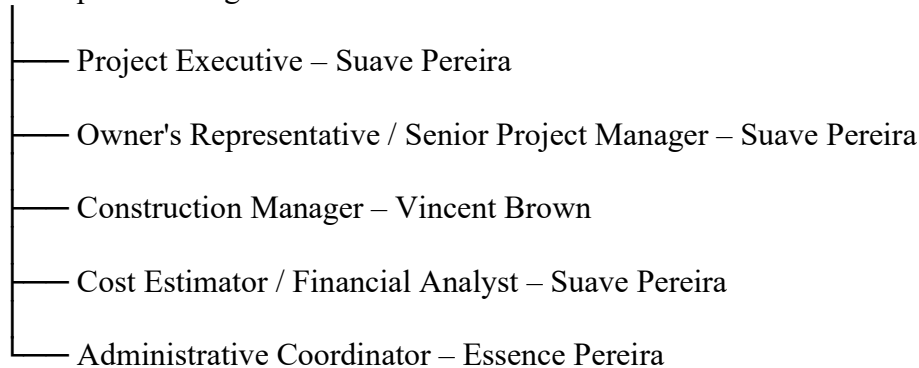 Project Executive – Suave Pereira
Owner's Representative / Senior Project Manager – Suave Pereira
Construction Manager – Vincent Brown
Cost Estimator / Financial Analyst – Suave Pereira
Administrative Coordinator – Essence Pereira